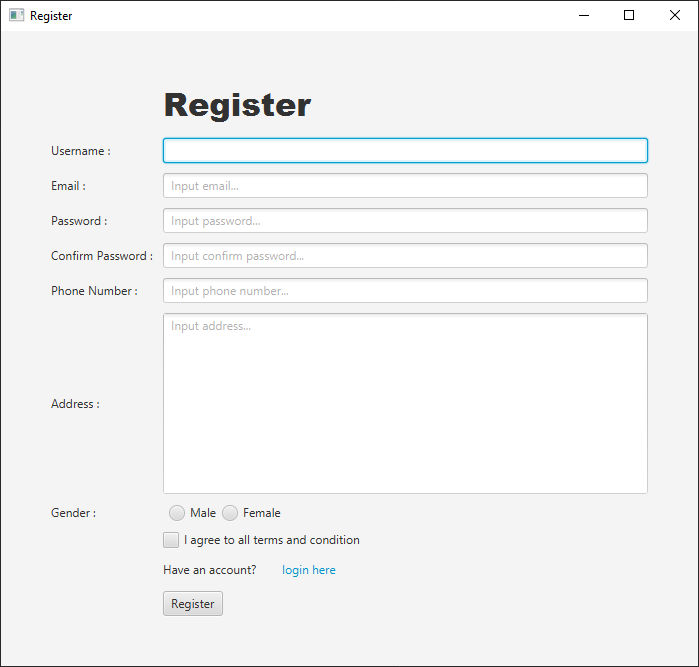 Register
Register
Username :
Email : Input email...
Password : Input password...
Confirm Password : Input confirm password...
Phone Number : Input phone number...
Input address...
Address :
Gender : Male Female
I agree to all terms and condition
Have an account? login here
Register